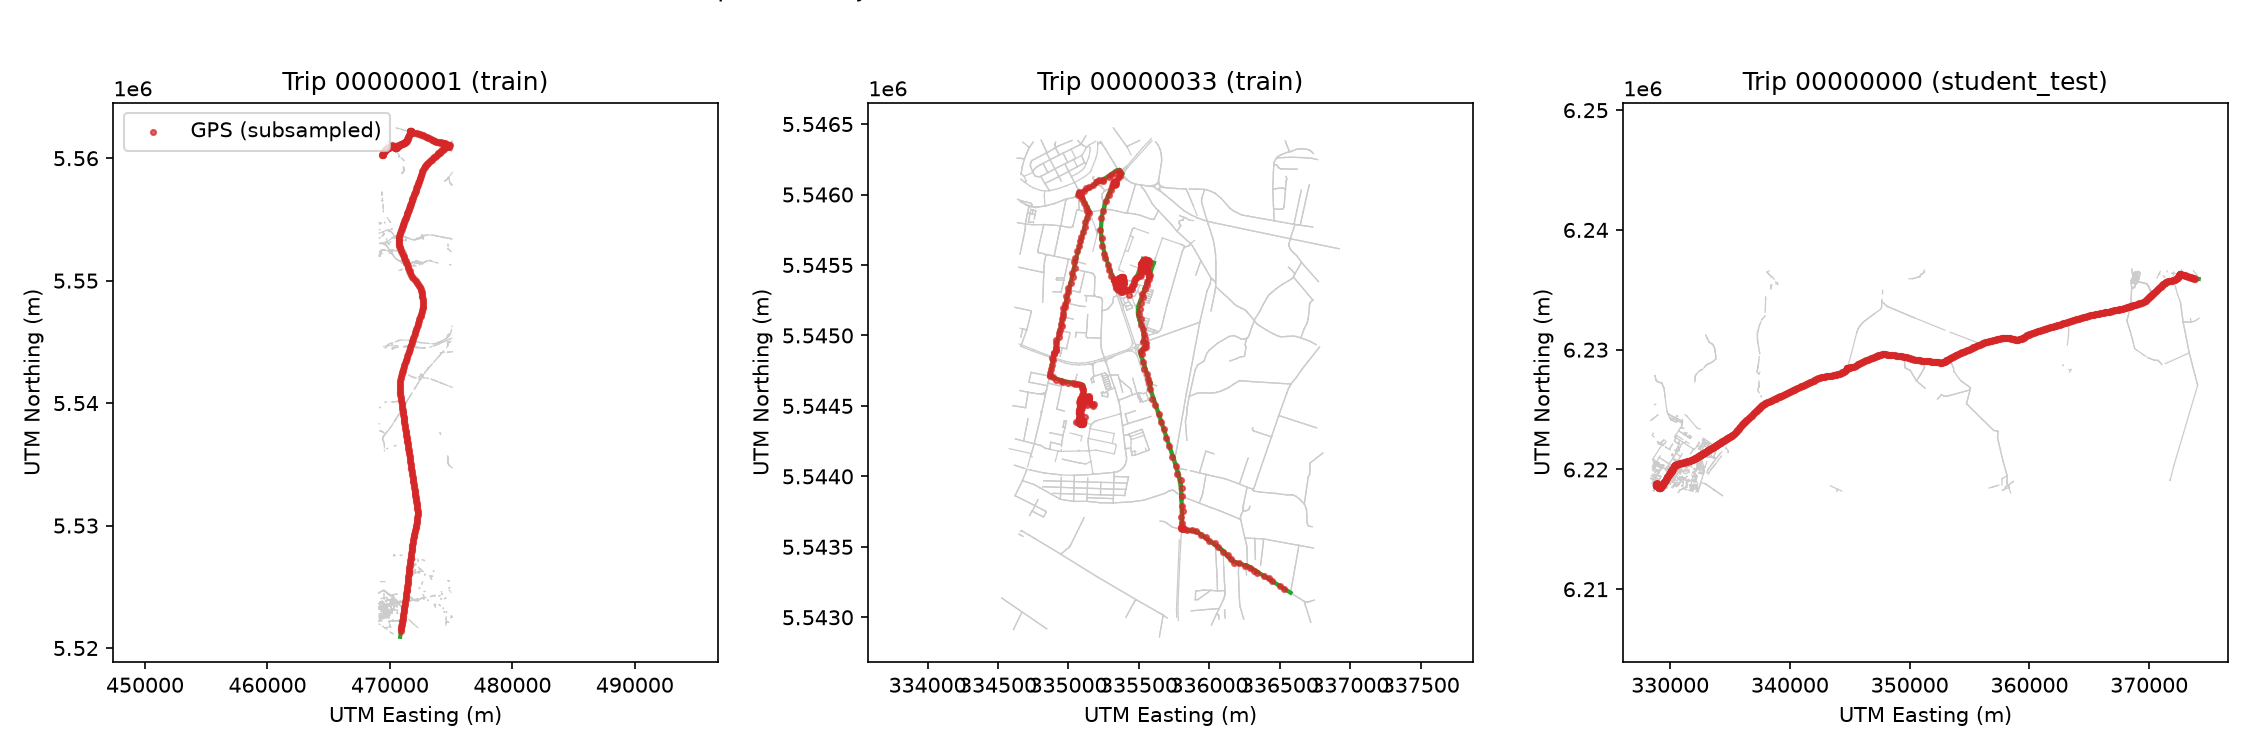 Trip 00000001 (train)
1e6
GPS (subsampled)
5.56
5.55
5.54
5.53
5.52
UTM Northing (m)
450000 460000 470000 480000 490000
UTM Easting (m)
Trip 00000033 (train)
1e6
5.5465
5.5460
5.5455
5.5450
5.5445
5.5440
5.5435
5.5430
UTM Northing (m)
334000 334500 335000 335500 336000 336500 337000 337500
UTM Easting (m)
Trip 00000000 (student_test)
1e6
6.25
6.24
6.23
6.22
6.21
UTM Northing (m)
330000 340000 350000 360000 370000
UTM Easting (m)